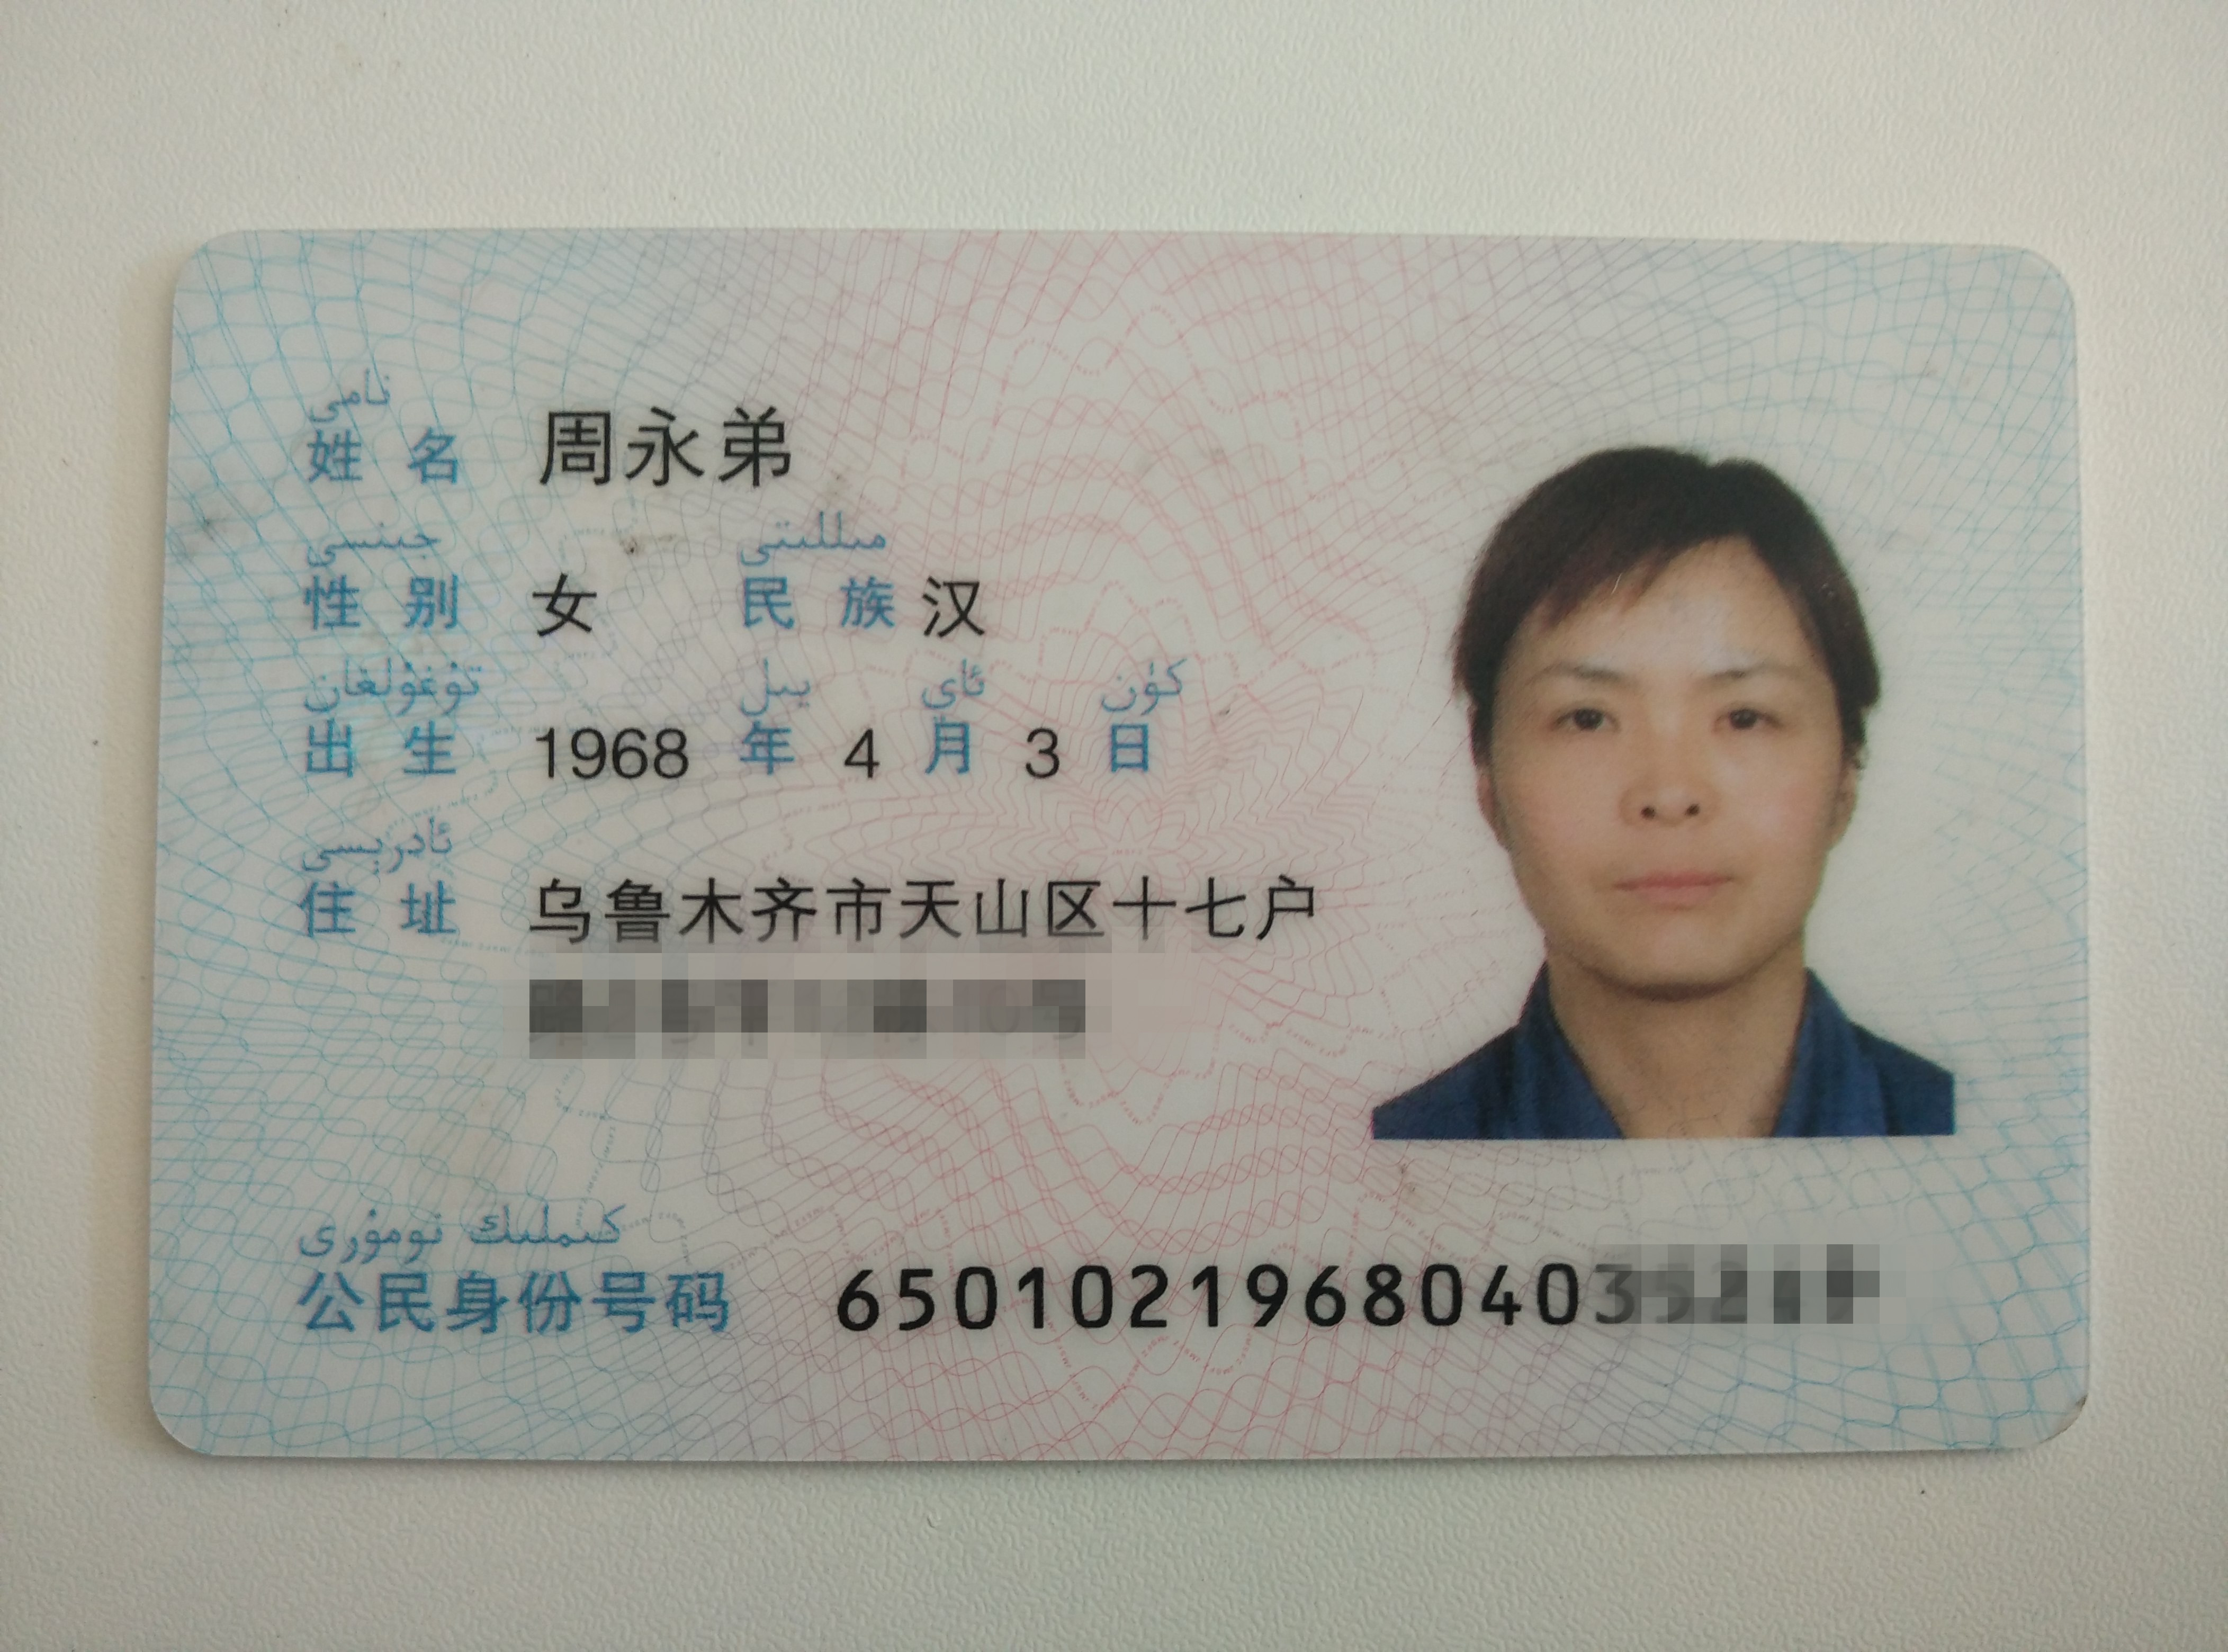 نامى
姓 名 周永弟
جىنسى مىللىتى
性 别 女 民 族 汉
تۇغۇلغان يىل ئاي كۈن
出 生 1968 年 4 月 3 日
ئادرېسى
住 址 乌鲁木齐市天山区十七户
كىملىك نومۇرى
公民身份号码 6501021968040